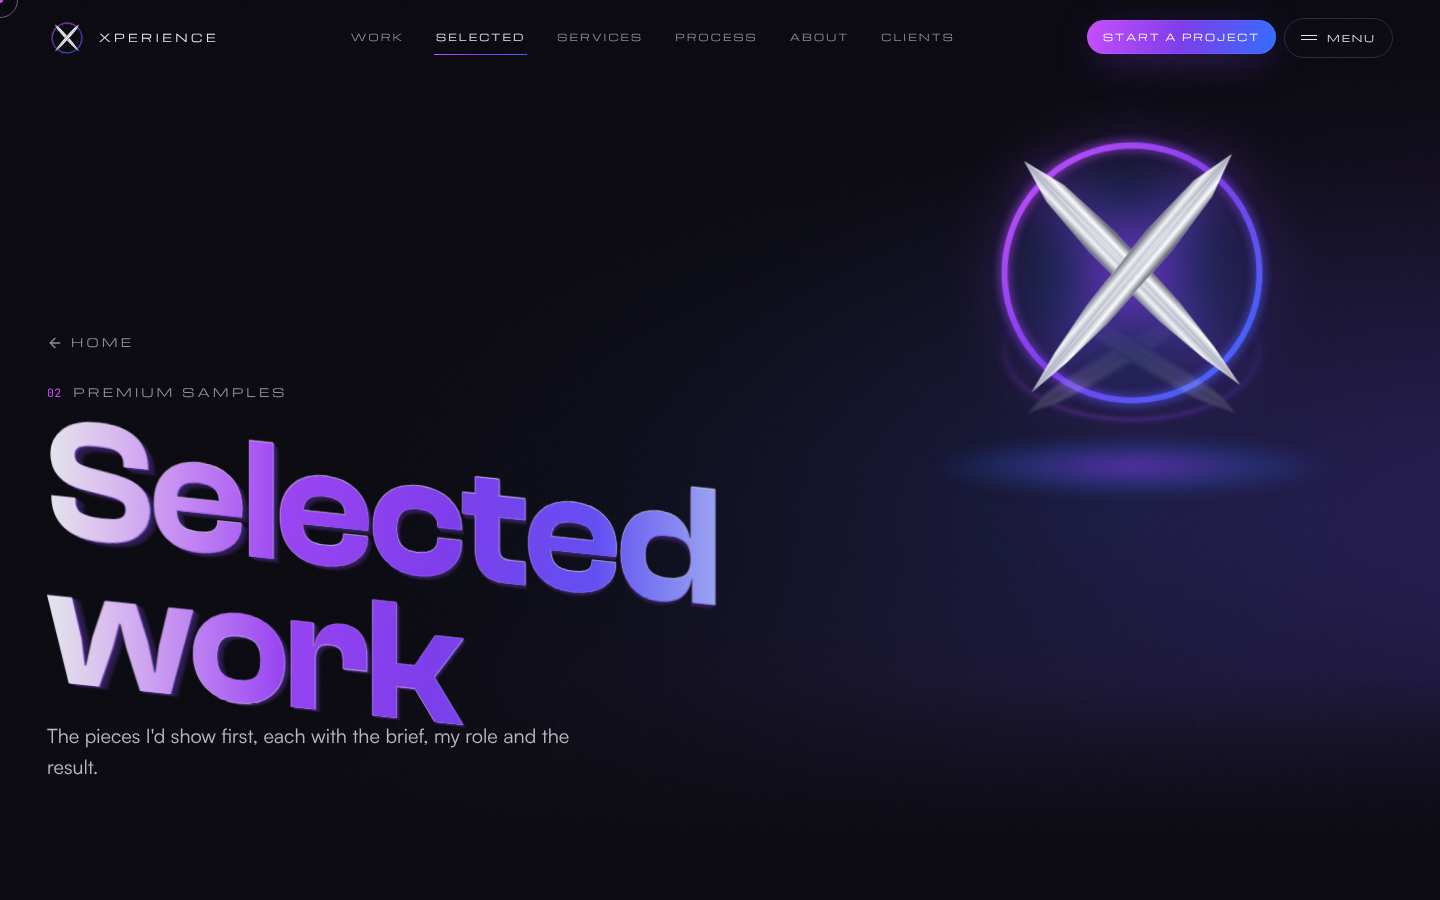 XPERIENCE
WORK
SELECTED
SERVICES
PROCESS
ABOUT
CLIENTS
START A PROJECT
MENU
← HOME
02 PREMIUM SAMPLES
Selected
work
The pieces I'd show first, each with the brief, my role and the
result.